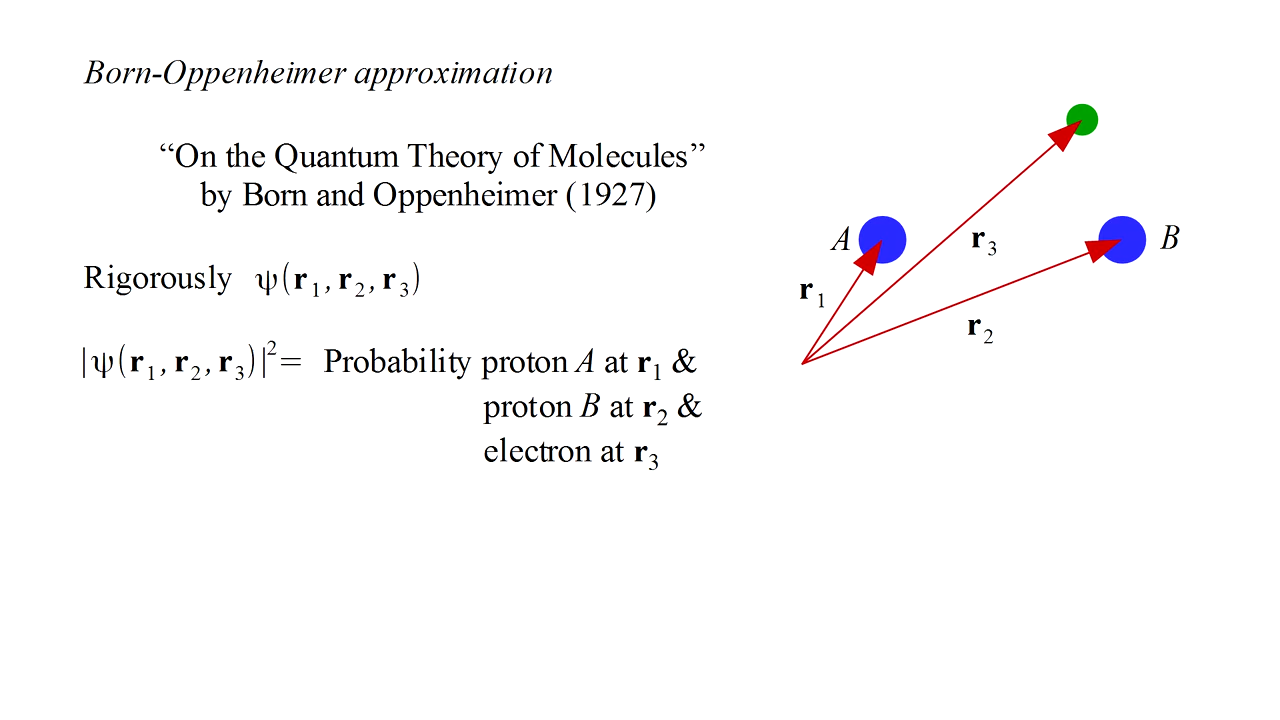 Born-Oppenheimer approximation
“On the Quantum Theory of Molecules”
by Born and Oppenheimer (1927)
Rigorously ψ(r₁, r₂, r₃)
|ψ(r₁, r₂, r₃)|²= Probability proton A at r₁ &
proton B at r₂ &
electron at r₃
A
B
r₃
r₁
r₂